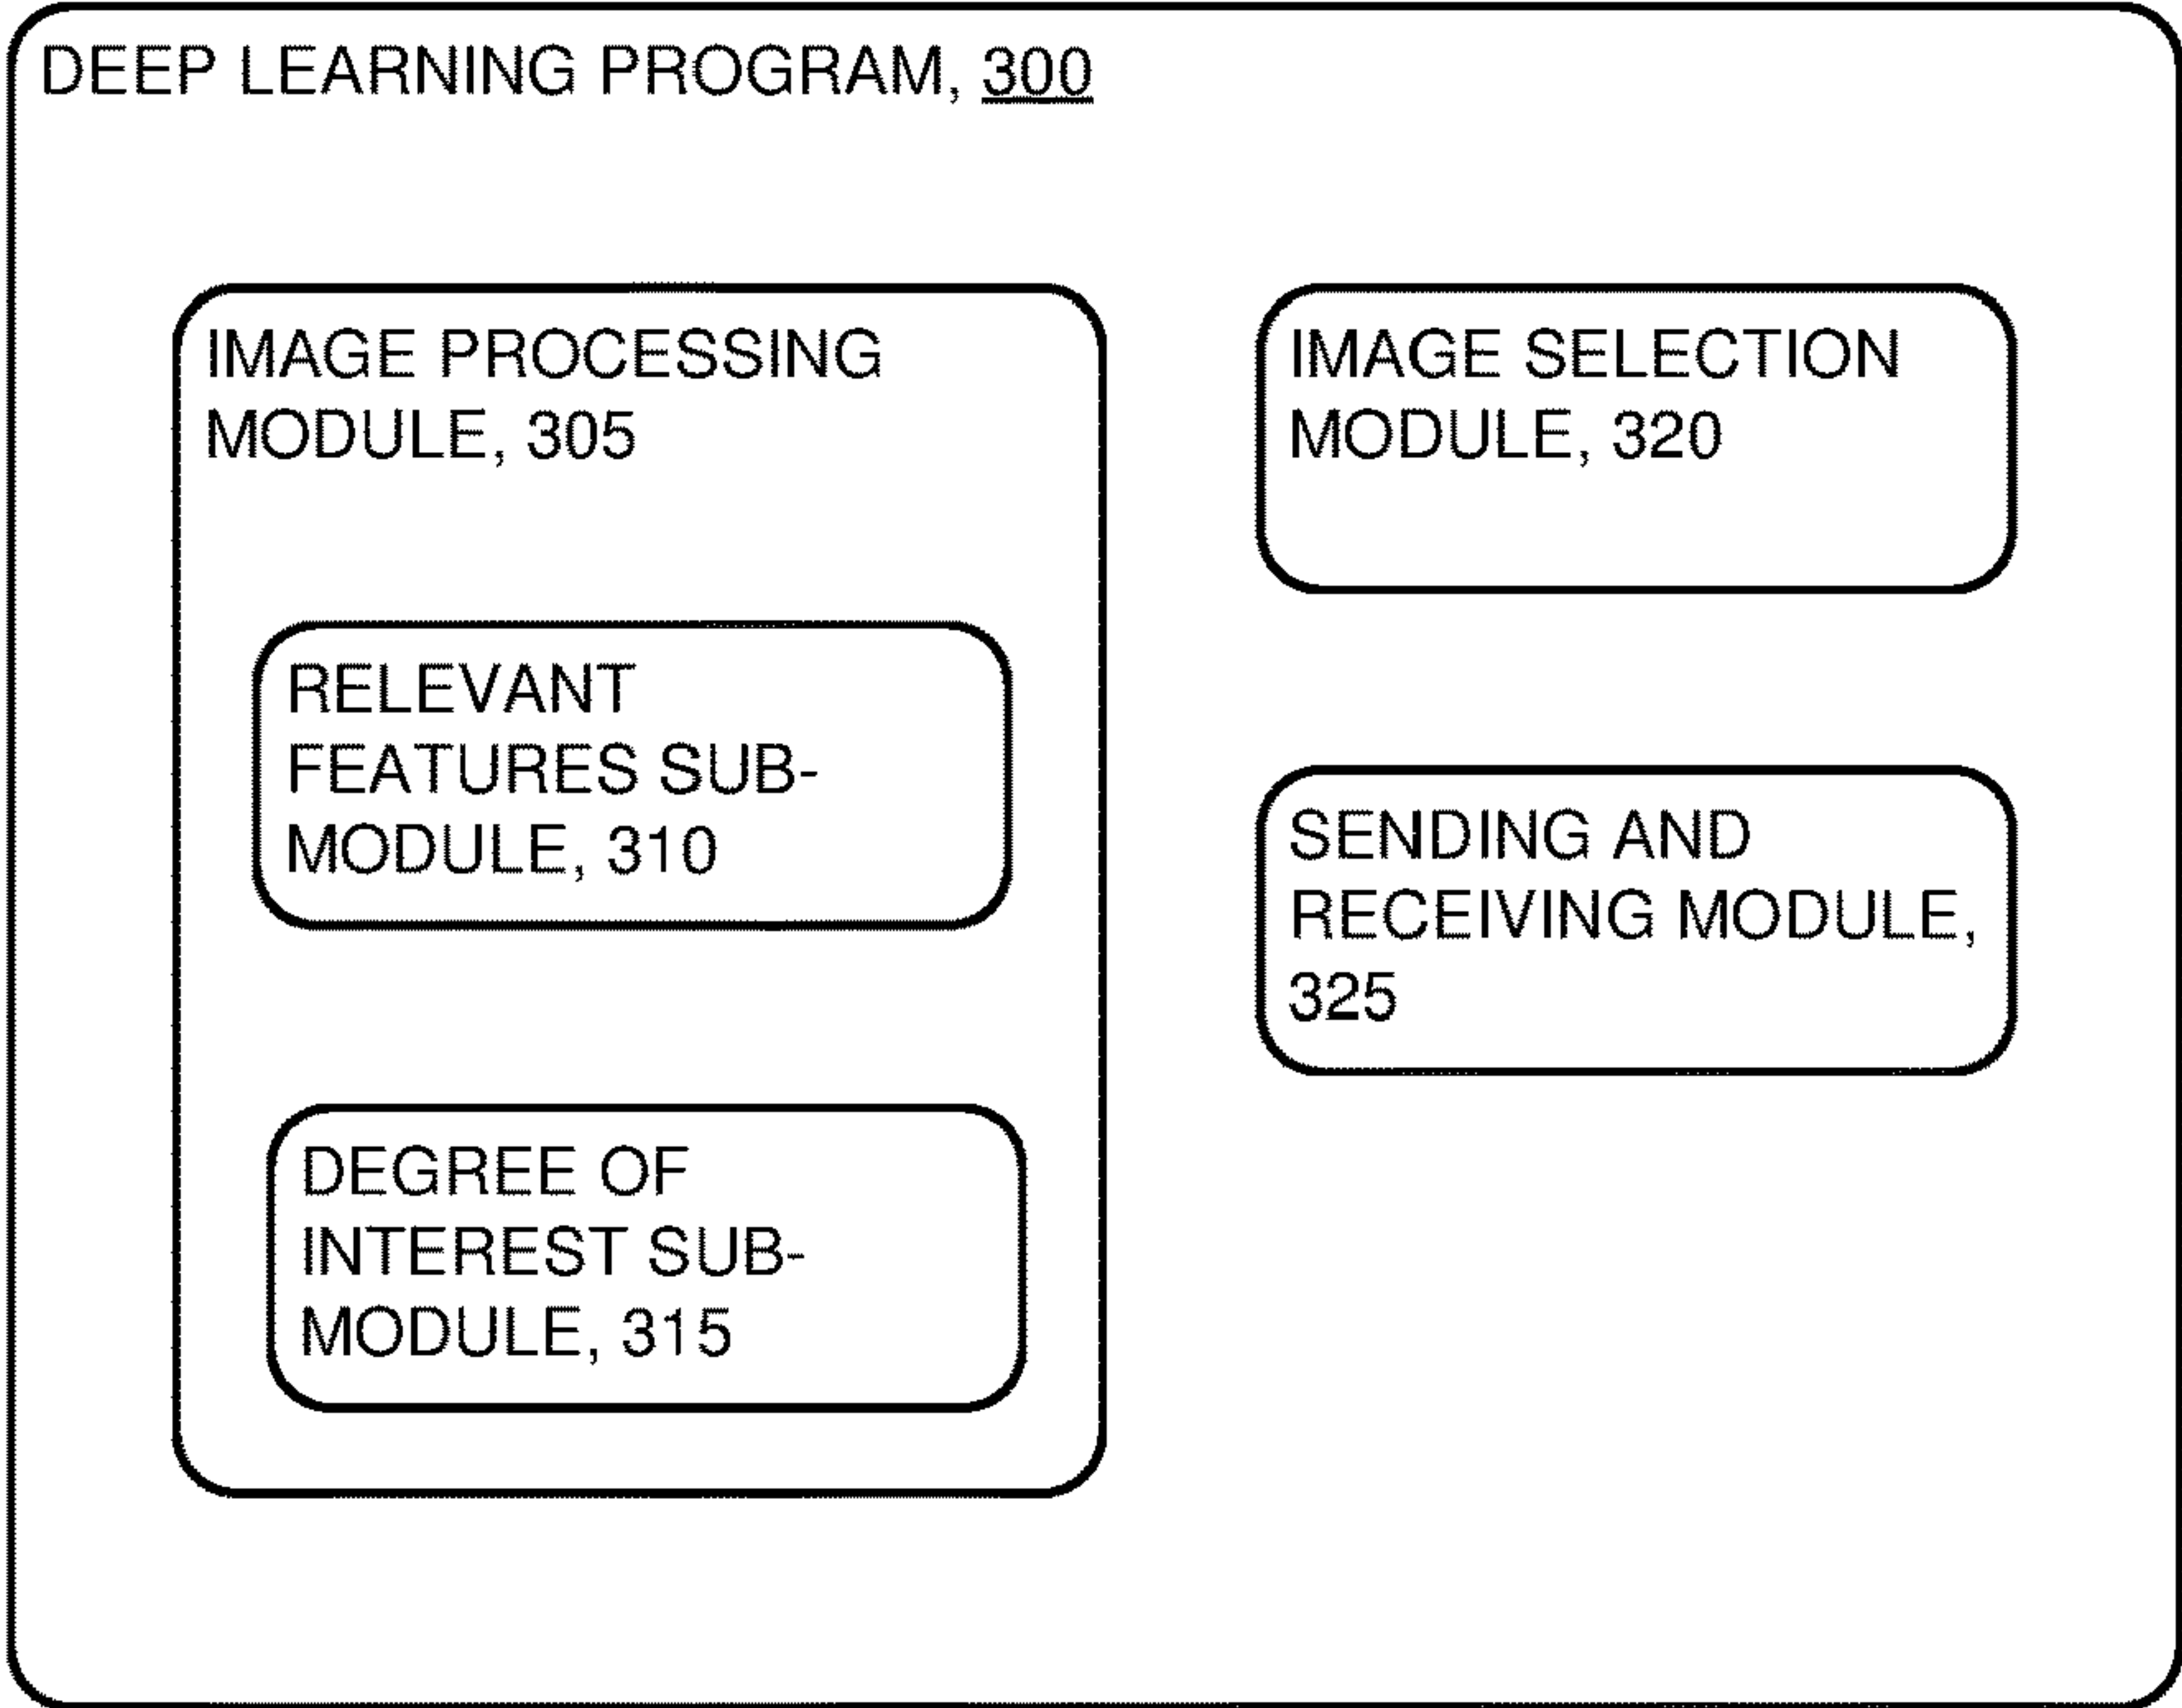 DEEP LEARNING PROGRAM, 300
IMAGE PROCESSING
MODULE, 305
RELEVANT
FEATURES SUB-
MODULE, 310
DEGREE OF
INTEREST SUB-
MODULE, 315
IMAGE SELECTION
MODULE, 320
SENDING AND
RECEIVING MODULE,
325